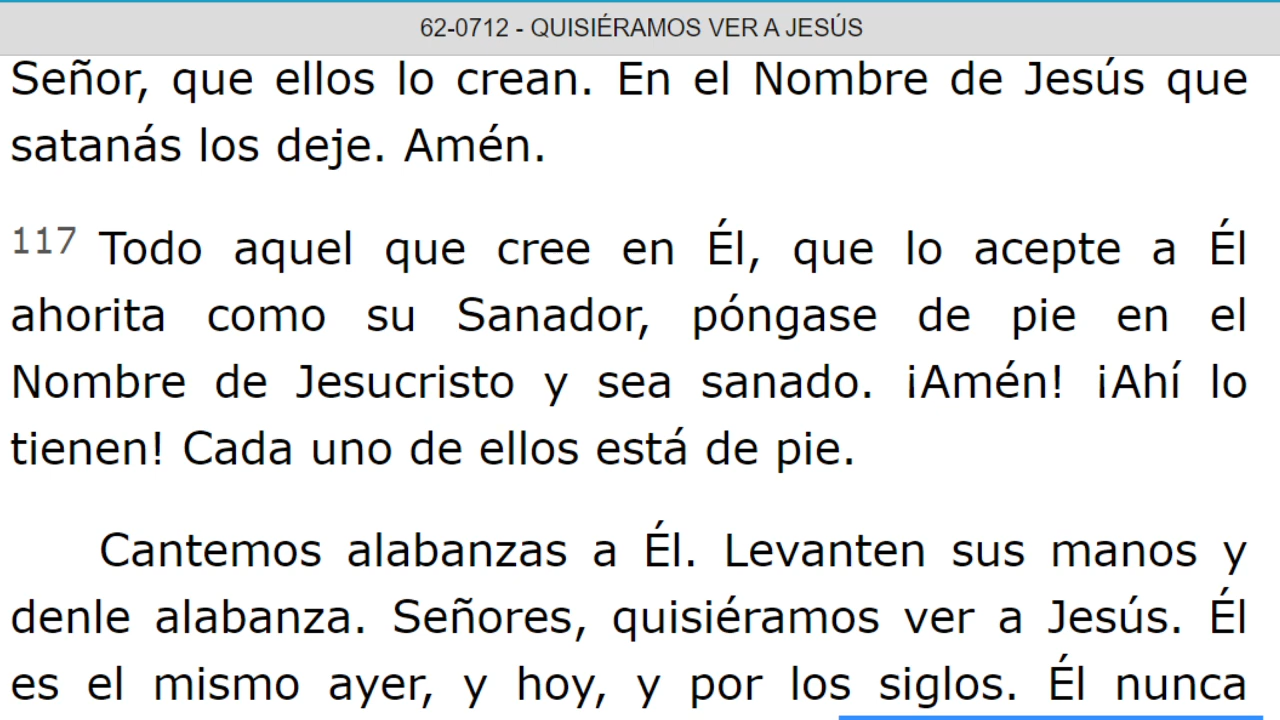 62-0712 - QUISIÉRAMOS VER A JESÚS
Señor, que ellos lo crean. En el Nombre de Jesús que
satanás los deje. Amén.
117 Todo aquel que cree en Él, que lo acepte a Él
ahorita como su Sanador, póngase de pie en el
Nombre de Jesucristo y sea sanado. ¡Amén! ¡Ahí lo
tienen! Cada uno de ellos está de pie.
Cantemos alabanzas a Él. Levanten sus manos y
denle alabanza. Señores, quisiéramos ver a Jesús. Él
es el mismo ayer, y hoy, y por los siglos. Él nunca